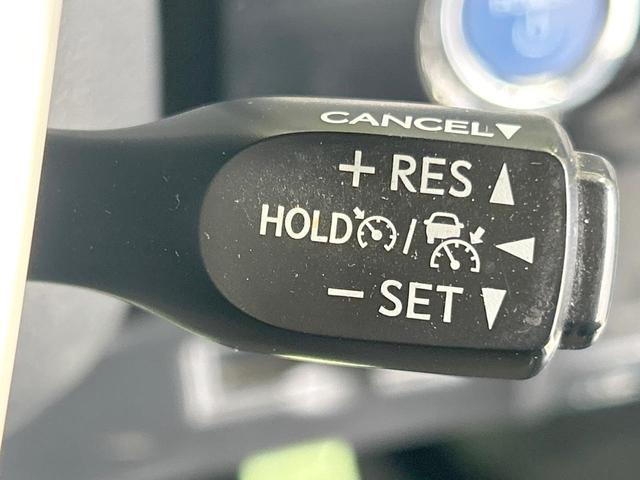 CANCEL▼
+ RES ▲
HOLD / ◀
− SET ▼